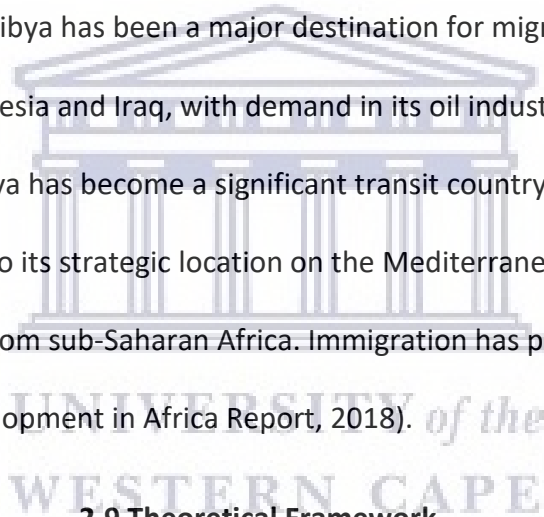 ibya has been a major destination for migr
esia and Iraq, with demand in its oil indust
ya has become a significant transit country
o its strategic location on the Mediterrane
om sub-Saharan Africa. Immigration has p
opment in Africa Report, 2018).
UNIVERSITY of the
WESTERN CAPE
2.9 Theoretical Framework